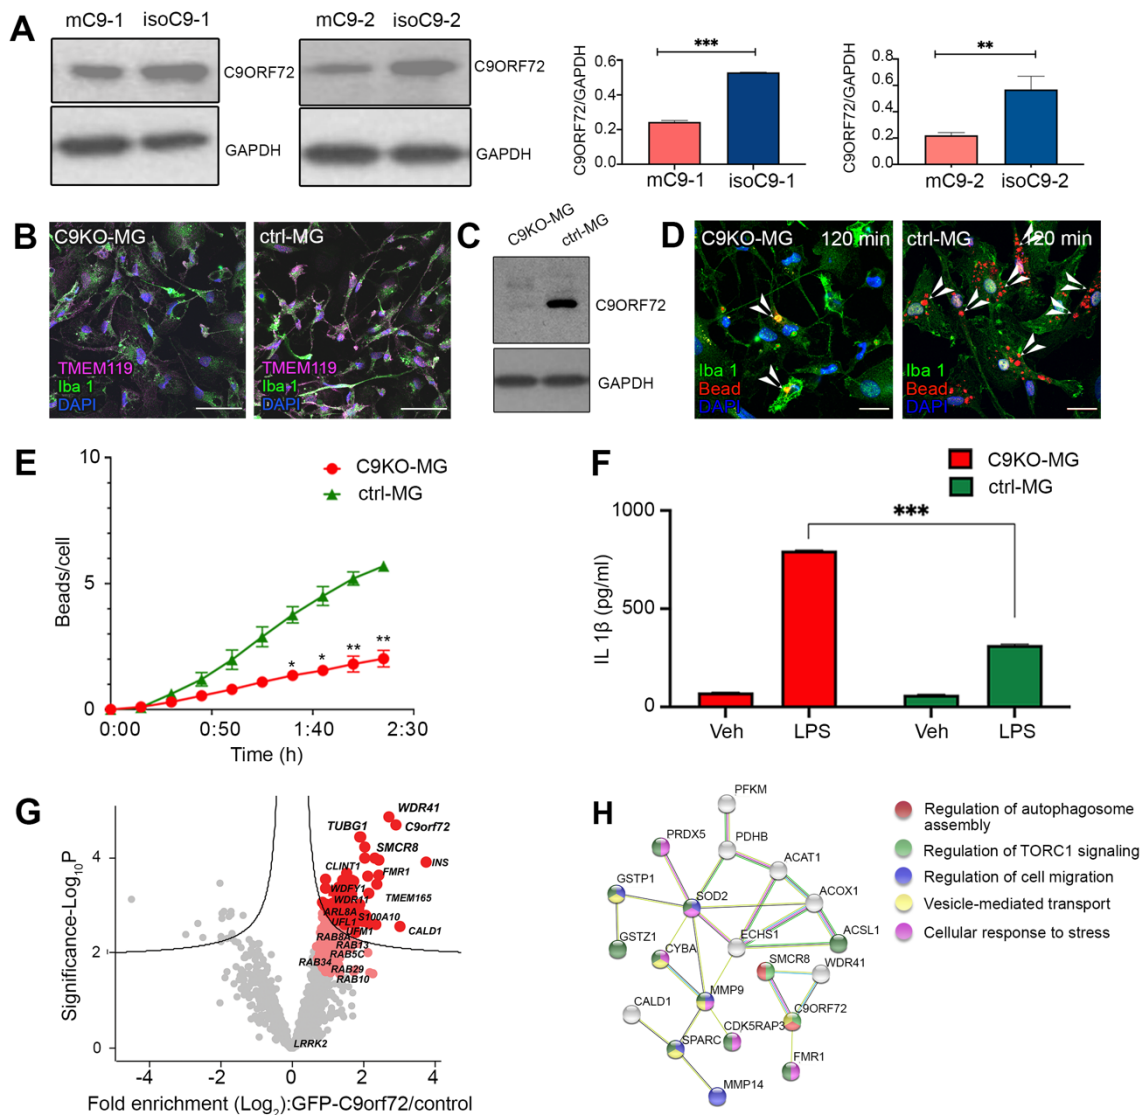 A
mC9-1 isoC9-1
C9ORF72
GAPDH
mC9-2 isoC9-2
C9ORF72
GAPDH
C9ORF72/GAPDH
0.6
0.4
0.2
0.0
***
mC9-1 isoC9-1
C9ORF72/GAPDH
0.8
0.6
0.4
0.2
0.0
**
mC9-2 isoC9-2
B
C9KO-MG
TMEM119
Iba 1
DAPI
ctrl-MG
TMEM119
Iba 1
DAPI
C
C9KO-MG
ctrl-MG
C9ORF72
GAPDH
D
C9KO-MG 120 min
Iba 1
Bead
DAPI
ctrl-MG 120 min
Iba 1
Bead
DAPI
E
C9KO-MG
ctrl-MG
Beads/cell
10
5
0
* * ** **
0:00 0:50 1:40 2:30
Time (h)
F
C9KO-MG
ctrl-MG
IL 1β (pg/ml)
1000
500
0
***
Veh LPS Veh LPS
G
Significance-Log10P
4
2
0
WDR41
C9orf72
TUBG1
SMCR8
INS
CLINT1
FMR1
WDFY1
TMEM165
WDR11
ARL8A
S100A10
UFL1
CALD1
UFM1
RAB8A
RAB13
RAB5C
RAB34
RAB29
RAB10
LRRK2
-4 -2 0 2 4
Fold enrichment (Log2):GFP-C9orf72/control
H
PFKM
PRDX5
PDHB
ACAT1
GSTP1
SOD2
ACOX1
GSTZ1
ECHS1
ACSL1
CYBA
SMCR8
WDR41
MMP9
CALD1
C9ORF72
CDK5RAP3
SPARC
FMR1
MMP14
Regulation of autophagosome
assembly
Regulation of TORC1 signaling
Regulation of cell migration
Vesicle-mediated transport
Cellular response to stress